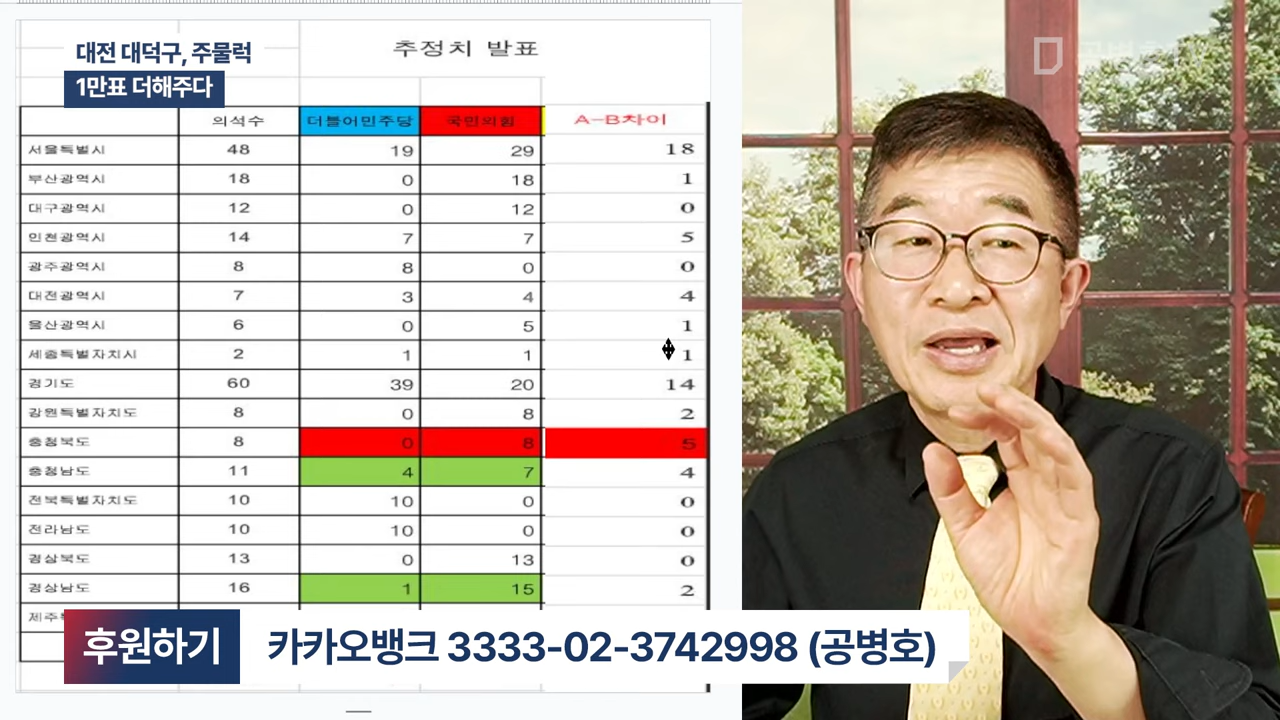 대전 대덕구, 주물럭
1만표 더해주다
추정치 발표
의석수 더불어민주당 국민의힘 A-B차이
서울특별시 48 19 29 18
부산광역시 18 0 18 1
대구광역시 12 0 12 0
인천광역시 14 7 7 5
광주광역시 8 8 0 0
대전광역시 7 3 4 4
울산광역시 6 0 5 1
세종특별자치시 2 1 1 1
경기도 60 39 20 14
강원특별자치도 8 0 8 2
충청북도 8 0 8 5
충청남도 11 4 7 4
전북특별자치도 10 10 0 0
전라남도 10 10 0 0
경상북도 13 0 13 0
경상남도 16 1 15 2
후원하기 카카오뱅크 3333-02-3742998 (공병호)
공병호TV